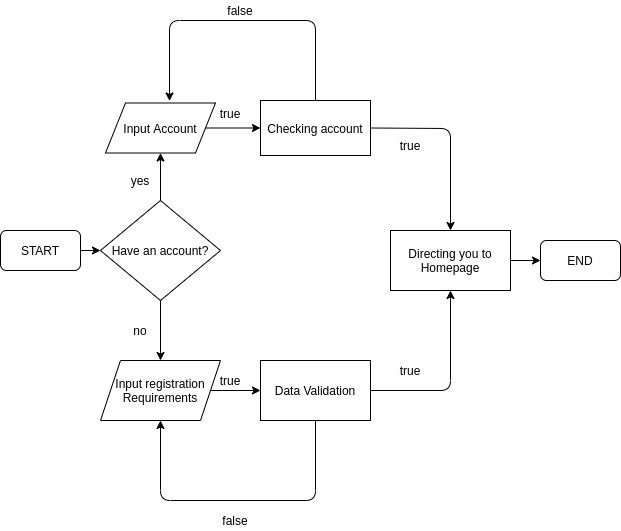 false
Input Account
true
Checking account
true
yes
START
Have an account?
Directing you to
Homepage
END
no
Input registration
Requirements
true
Data Validation
true
false